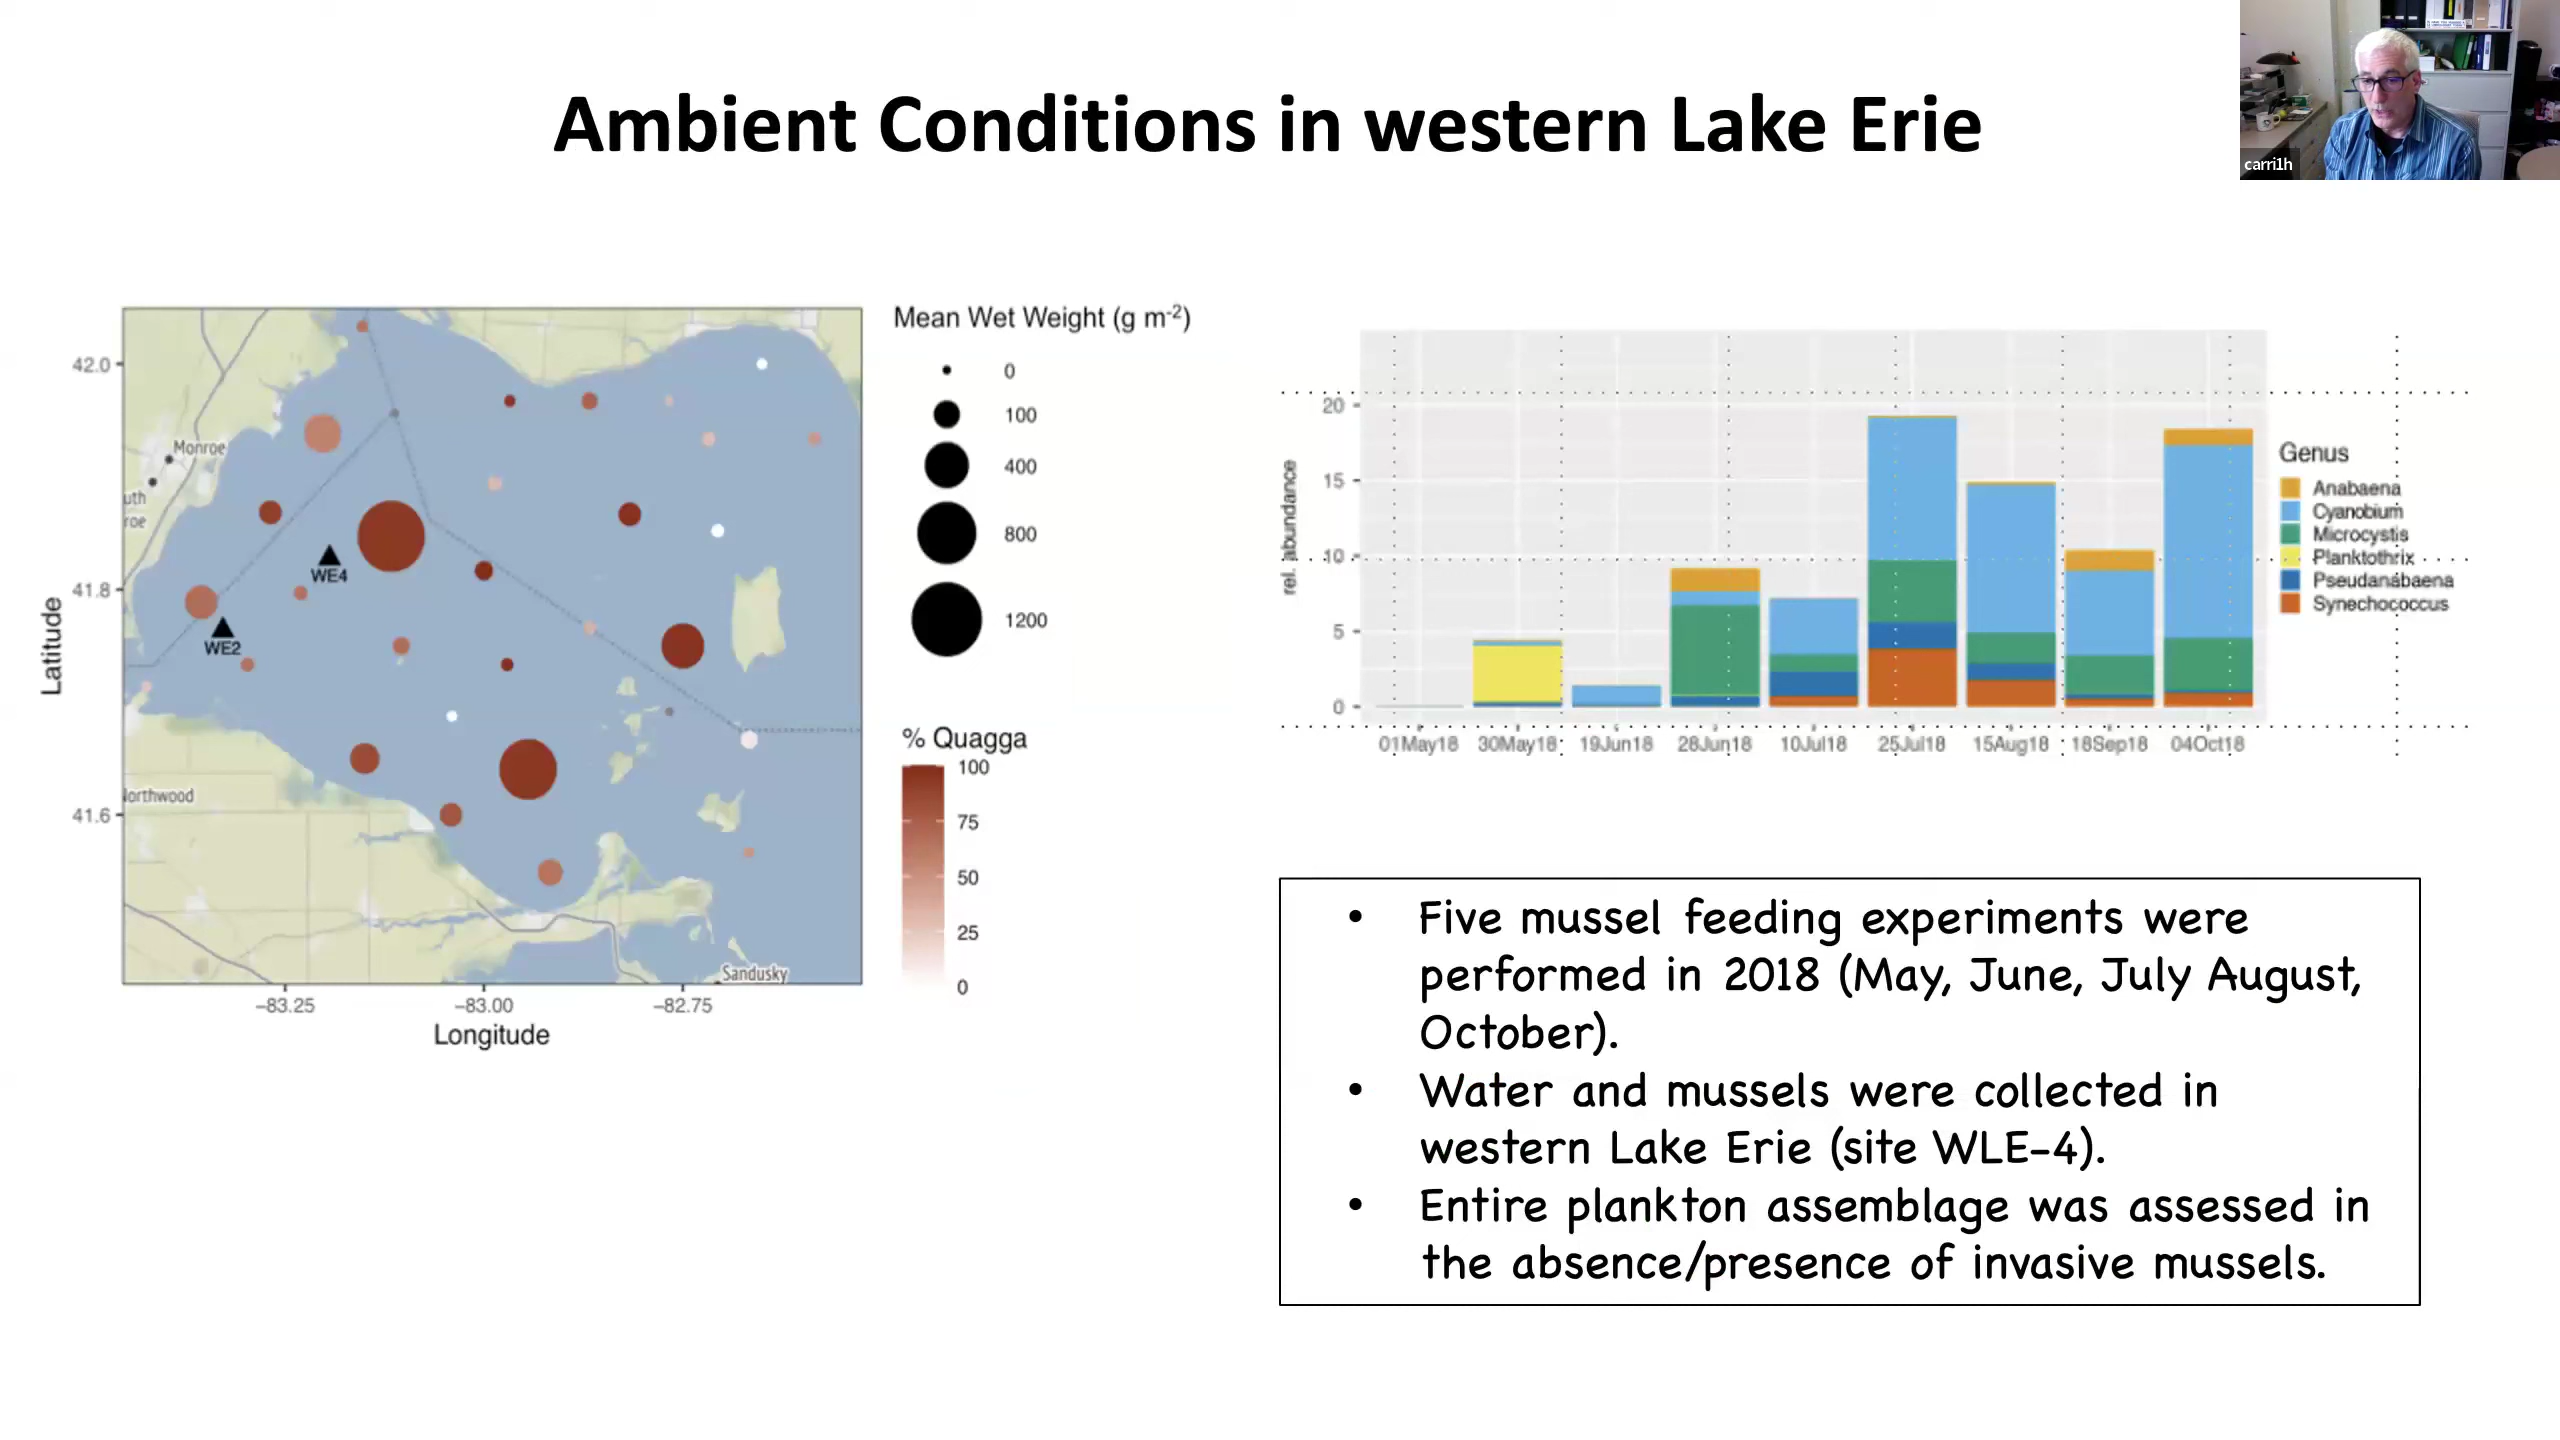 Ambient Conditions in western Lake Erie
carri1h
Mean Wet Weight (g m-2)
0
100
400
800
1200
% Quagga
100
75
50
25
0
Latitude
42.0
41.8
41.6
Monroe
uth
roe
WE4
WE2
lorthwood
Sandusky
−83.25
−83.00
−82.75
Longitude
rel. abundance
20
15
10
5
0
01May18
30May18
19Jun18
28Jun18
10Jul18
25Jul18
15Aug18
18Sep18
04Oct18
Genus
Anabaena
Cyanobium
Microcystis
Planktothrix
Pseudanabaena
Synechococcus
• Five mussel feeding experiments were
performed in 2018 (May, June, July August,
October).
• Water and mussels were collected in
western Lake Erie (site WLE-4).
• Entire plankton assemblage was assessed in
the absence/presence of invasive mussels.